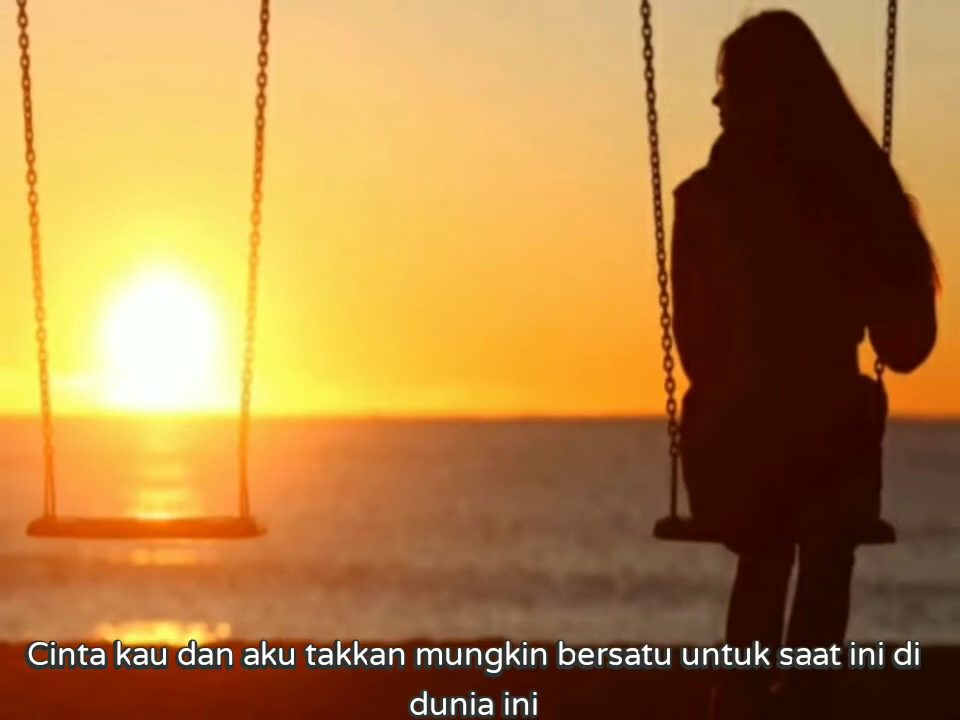 Cinta kau dan aku takkan mungkin bersatu untuk saat ini di
dunia ini